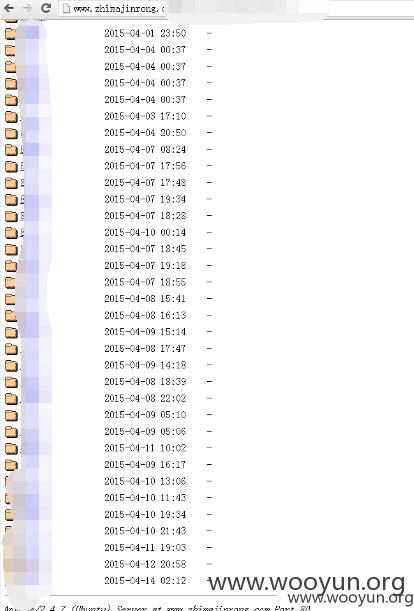 www.zhimajinrong.c
2015-04-01 23:50 -
2015-04-04 00:37 -
2015-04-04 00:37 -
2015-04-04 00:37 -
2015-04-04 00:37 -
2015-04-03 17:10 -
2015-04-04 20:50 -
2015-04-07 08:24 -
2015-04-07 17:56 -
2015-04-07 17:48 -
2015-04-07 19:34 -
2015-04-07 18:28 -
2015-04-10 00:14 -
2015-04-07 18:45 -
2015-04-07 19:18 -
2015-04-07 18:55 -
2015-04-08 15:41 -
2015-04-08 16:13 -
2015-04-09 15:14 -
2015-04-08 17:47 -
2015-04-09 14:18 -
2015-04-08 18:39 -
2015-04-08 22:02 -
2015-04-09 05:10 -
2015-04-09 05:06 -
2015-04-11 10:02 -
2015-04-09 16:17 -
2015-04-10 13:06 -
2015-04-10 11:43 -
2015-04-10 19:34 -
2015-04-10 21:43 -
2015-04-11 19:03 -
2015-04-12 20:58 -
2015-04-14 02:12 -
www.wooyun.org
www.wooyun.org
/2.4.7 (Ubuntu) Server at www.zhimajinrong.com Port 80